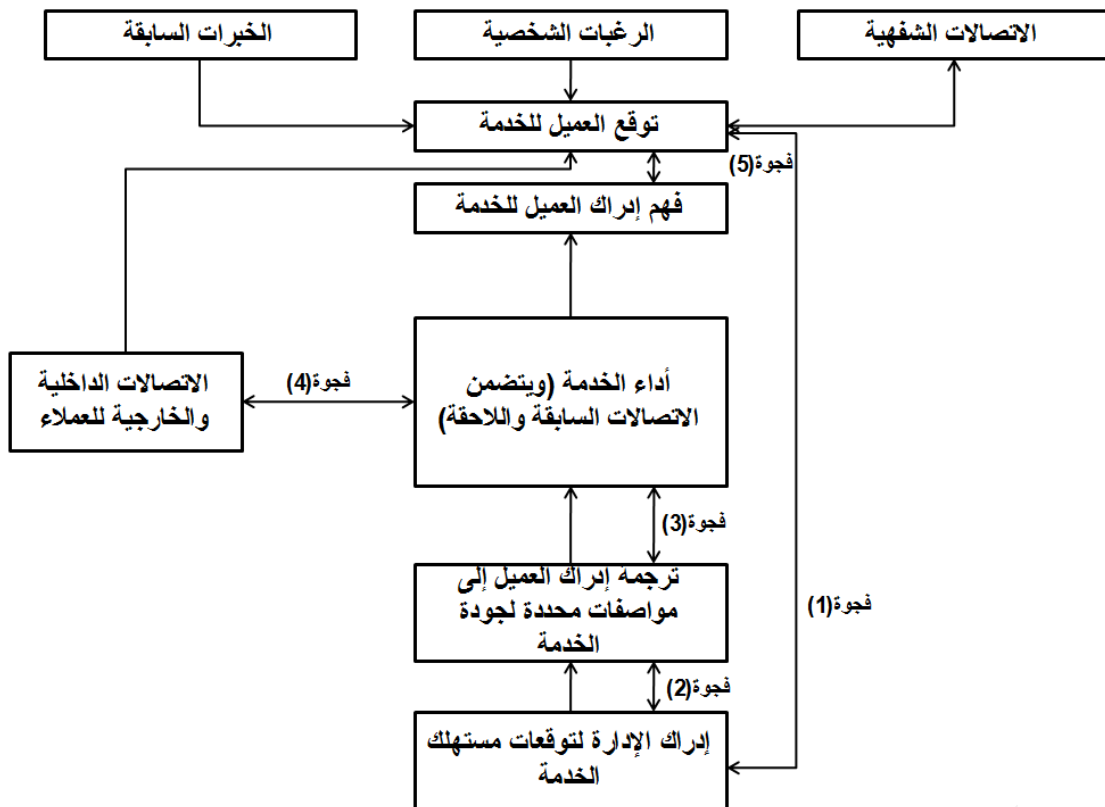 الخبرات السابقة
الرغبات الشخصية
الاتصالات الشفهية
توقع العميل للخدمة
فجوة(5)
فهم إدراك العميل للخدمة
الاتصالات الداخلية
والخارجية للعملاء
فجوة(4)
أداء الخدمة (ويتضمن
الاتصالات السابقة واللاحقة)
فجوة(3)
ترجمة إدراك العميل إلى
مواصفات محددة لجودة
الخدمة
فجوة(1)
فجوة(2)
إدراك الإدارة لتوقعات مستهلك
الخدمة